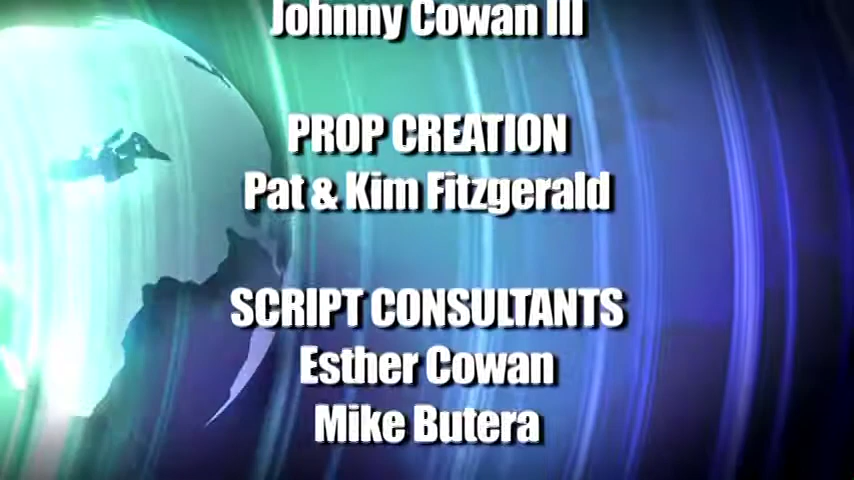 Johnny Cowan III
PROP CREATION
Pat & Kim Fitzgerald
SCRIPT CONSULTANTS
Esther Cowan
Mike Butera